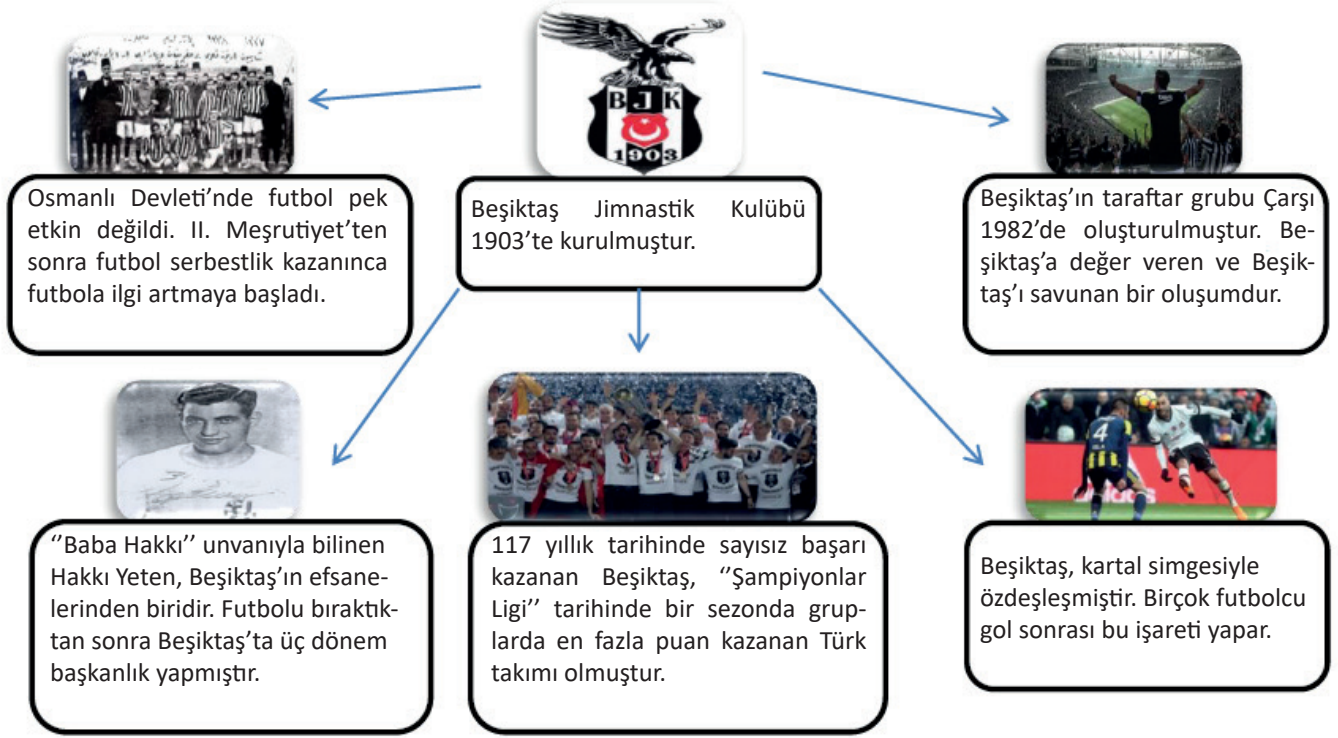 BJK
1903
Osmanlı Devleti’nde futbol pek
etkin değildi. II. Meşrutiyet’ten
sonra futbol serbestlik kazanınca
futbola ilgi artmaya başladı.
Beşiktaş Jimnastik Kulübü
1903’te kurulmuştur.
Beşiktaş’ın taraftar grubu Çarşı
1982’de oluşturulmuştur. Be-
şiktaş’a değer veren ve Beşik-
taş’ı savunan bir oluşumdur.
‘’Baba Hakkı’’ unvanıyla bilinen
Hakkı Yeten, Beşiktaş’ın efsane-
lerinden biridir. Futbolu bıraktık-
tan sonra Beşiktaş’ta üç dönem
başkanlık yapmıştır.
117 yıllık tarihinde sayısız başarı
kazanan Beşiktaş, ‘’Şampiyonlar
Ligi’’ tarihinde bir sezonda grup-
larda en fazla puan kazanan Türk
takımı olmuştur.
4
adidas
Beşiktaş, kartal simgesiyle
özdeşleşmiştir. Birçok futbolcu
gol sonrası bu işareti yapar.